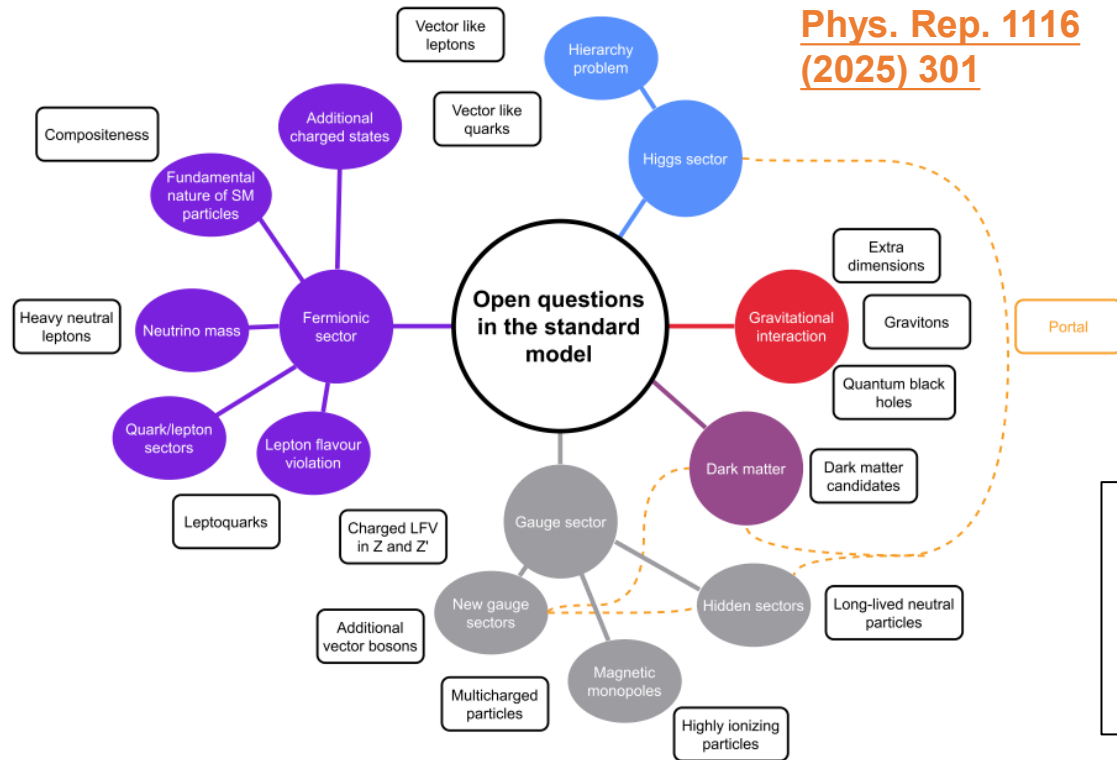 Phys. Rep. 1116
(2025) 301
Vector like
leptons
Hierarchy
problem
Vector like
quarks
Additional
charged states
Compositeness
Higgs sector
Fundamental
nature of SM
particles
Extra
dimensions
Open questions
in the standard
model
Heavy neutral
leptons
Neutrino mass
Fermionic
sector
Gravitational
interaction
Gravitons
Portal
Quantum black
holes
Quark/lepton
sectors
Lepton flavour
violation
Dark matter
Dark matter
candidates
Leptoquarks
Charged LFV
in Z and Z'
Gauge sector
New gauge
sectors
Hidden sectors
Long-lived neutral
particles
Additional
vector bosons
Magnetic
monopoles
Multicharged
particles
Highly ionizing
particles